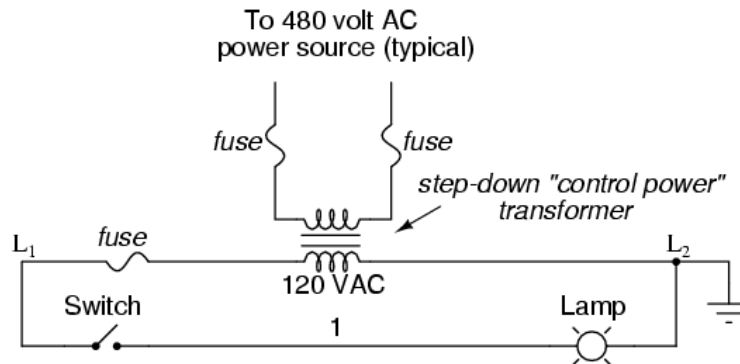 To 480 volt AC
power source (typical)
fuse
fuse
step-down "control power"
transformer
L1
fuse
L2
120 VAC
Switch
1
Lamp